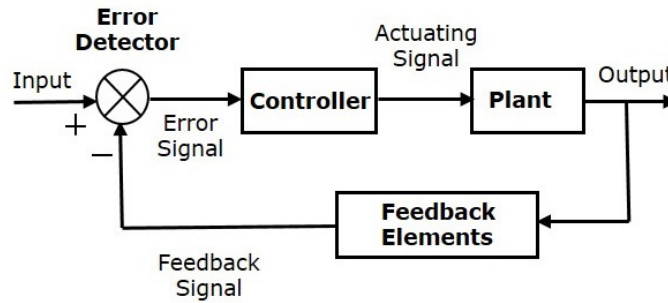 Error
Detector
Input
+
−
Error
Signal
Controller
Actuating
Signal
Plant
Output
Feedback
Elements
Feedback
Signal